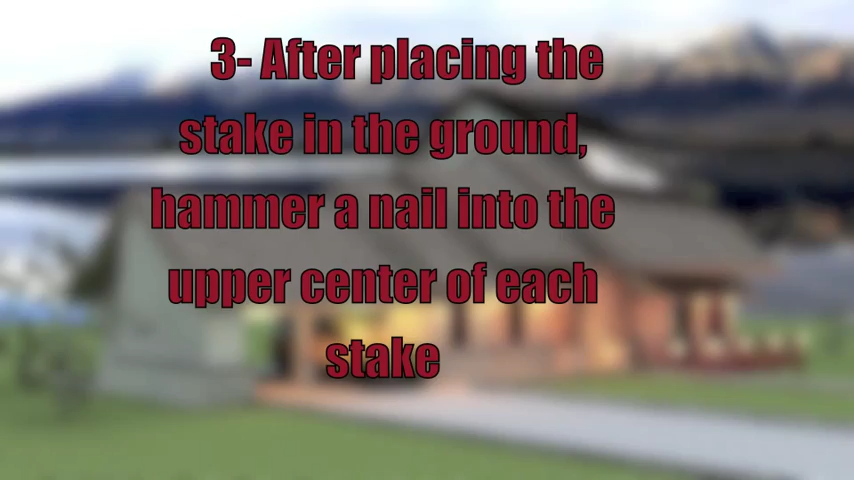 3- After placing the
stake in the ground,
hammer a nail into the
upper center of each
stake